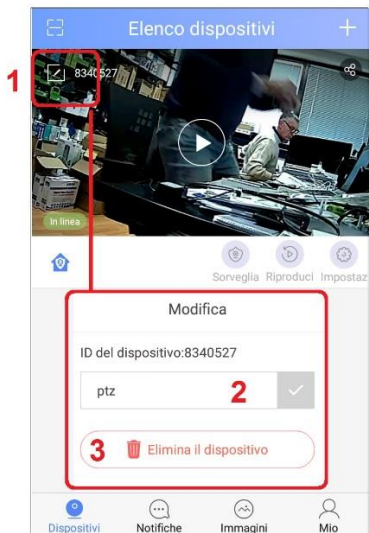 Elenco dispositivi
1
8340527
In linea
Sorveglia Riproduci Impostaz
Modifica
ID del dispositivo:8340527
ptz 2
3 Elimina il dispositivo
Dispositivi Notifiche Immagini Mio